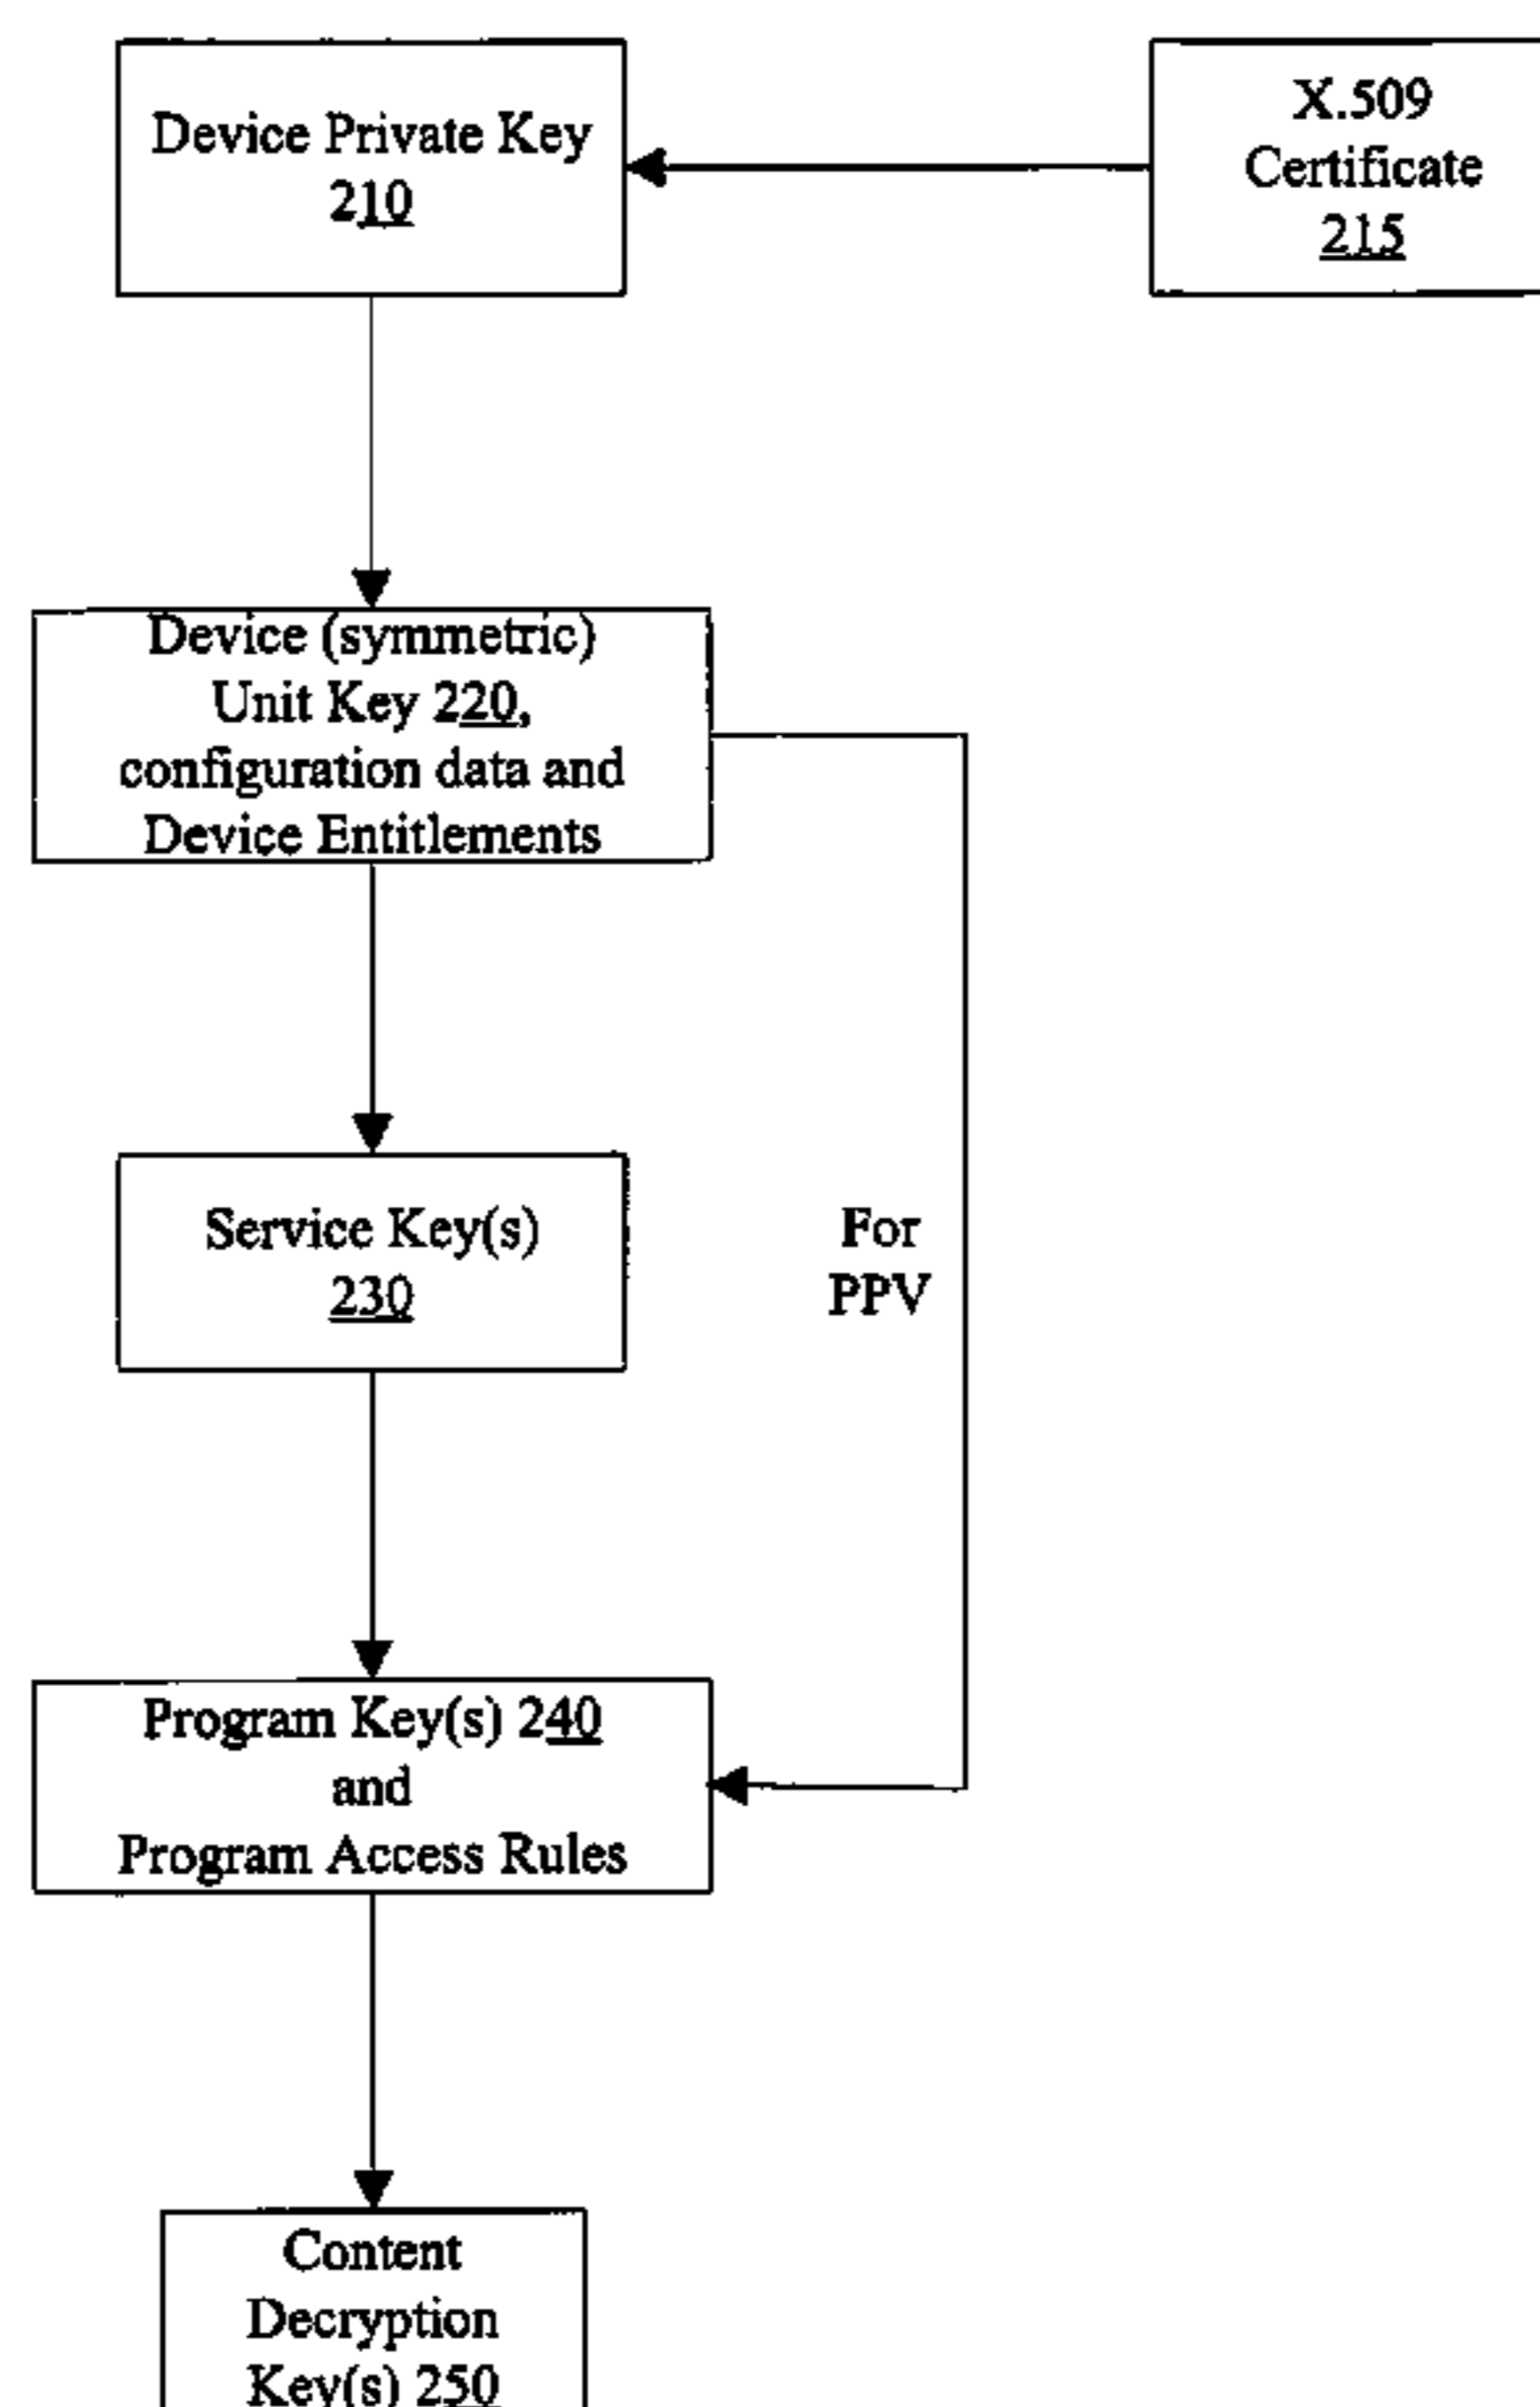 Device Private Key
210
X.509
Certificate
215
Device (symmetric)
Unit Key 220,
configuration data and
Device Entitlements
Service Key(s)
230
For
PPV
Program Key(s) 240
and
Program Access Rules
Content
Decryption
Key(s) 250